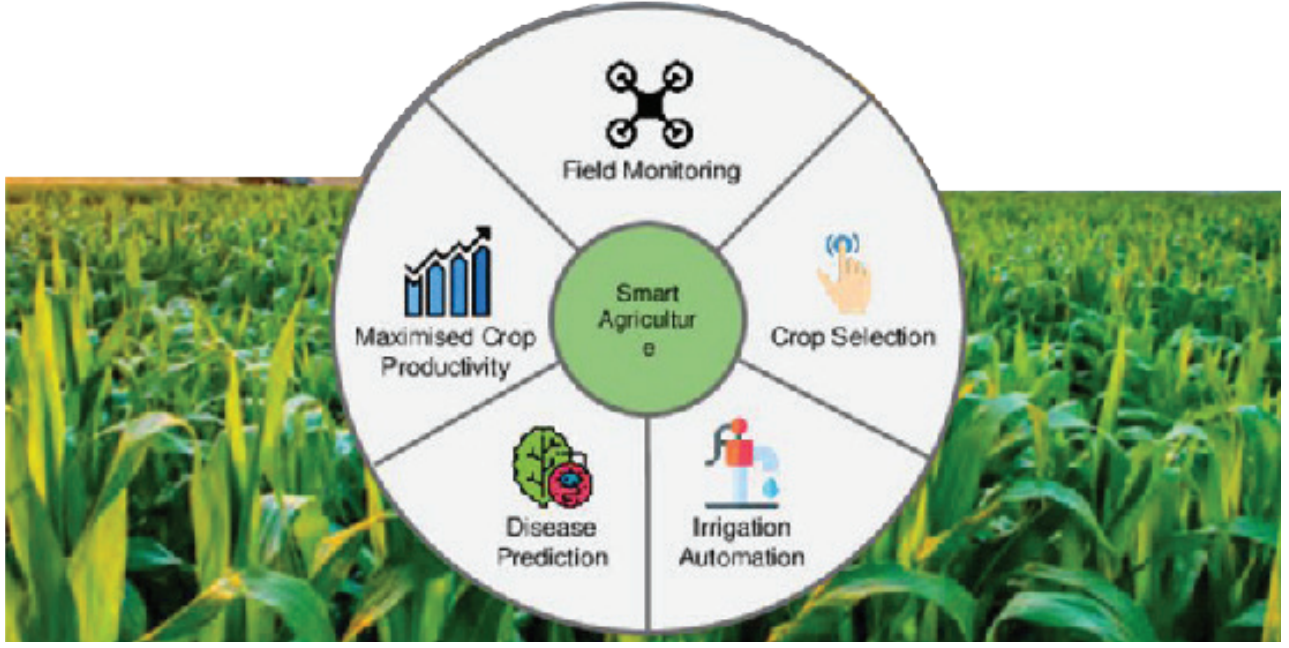 Field Monitoring
Maximised Crop
Productivity
Smart
Agricultur
e
Crop Selection
Disease
Prediction
Irrigation
Automation